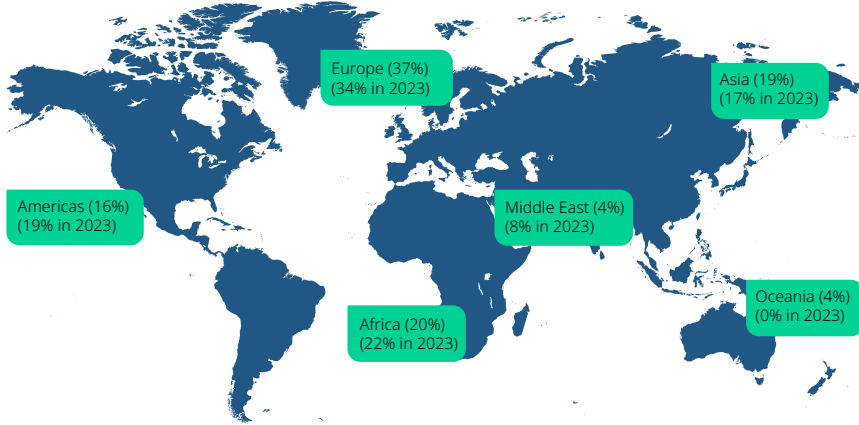 Europe (37%)
(34% in 2023)
Asia (19%)
(17% in 2023)
Americas (16%)
(19% in 2023)
Middle East (4%)
(8% in 2023)
Oceania (4%)
(0% in 2023)
Africa (20%)
(22% in 2023)